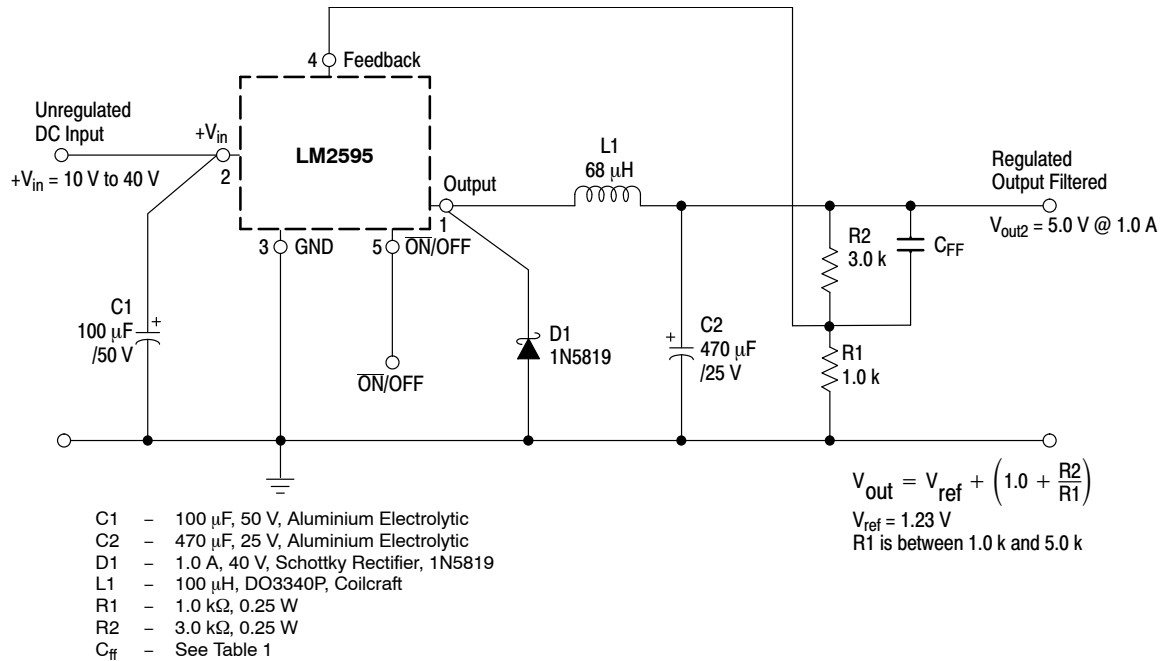 4
Feedback
Unregulated
DC Input
+Vin
LM2595
L1
68 μH
Regulated
Output Filtered
+Vin = 10 V to 40 V
2
Output
1
Vout2 = 5.0 V @ 1.0 A
3
GND
5
ON/OFF
R2
3.0 k
CFF
C1
100 μF
/50 V
+
ON/OFF
D1
1N5819
+
C2
470 μF
/25 V
R1
1.0 k
Vout = Vref + (1.0 + R2/R1)
Vref = 1.23 V
R1 is between 1.0 k and 5.0 k
C1 – 100 μF, 50 V, Aluminium Electrolytic
C2 – 470 μF, 25 V, Aluminium Electrolytic
D1 – 1.0 A, 40 V, Schottky Rectifier, 1N5819
L1 – 100 μH, DO3340P, Coilcraft
R1 – 1.0 kΩ, 0.25 W
R2 – 3.0 kΩ, 0.25 W
Cff – See Table 1